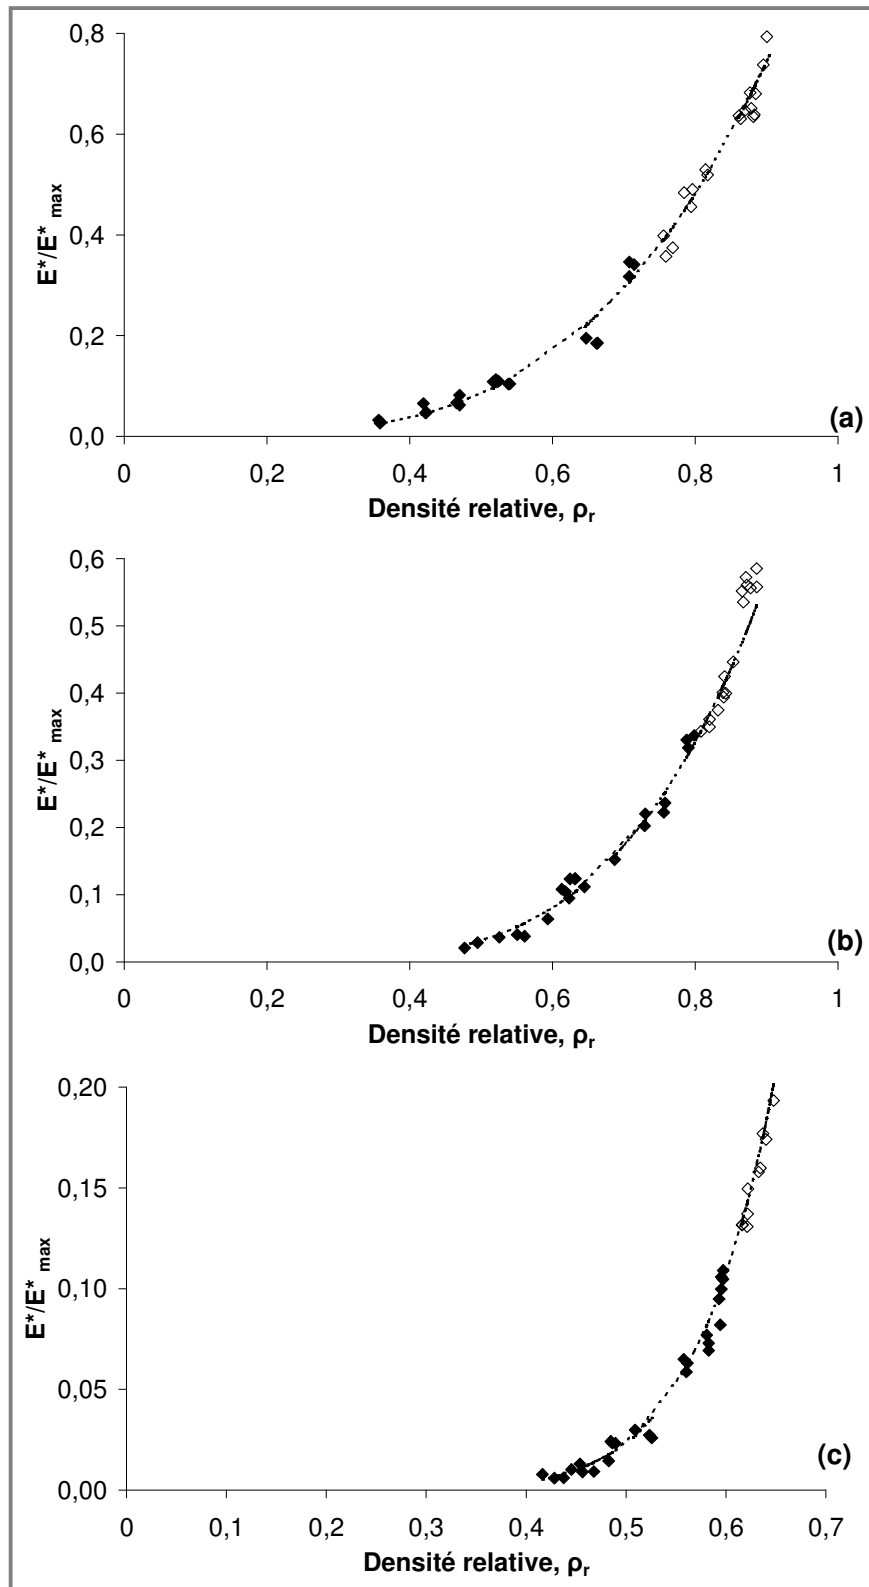 0,8
0,6
0,4
0,2
0,0
E*/E*max
(a)
0 0,2 0,4 0,6 0,8 1
Densité relative, ρr
0,6
0,5
0,4
0,3
0,2
0,1
0,0
E*/E*max
(b)
0 0,2 0,4 0,6 0,8 1
Densité relative, ρr
0,20
0,15
0,10
0,05
0,00
E*/E*max
(c)
0 0,1 0,2 0,3 0,4 0,5 0,6 0,7
Densité relative, ρr